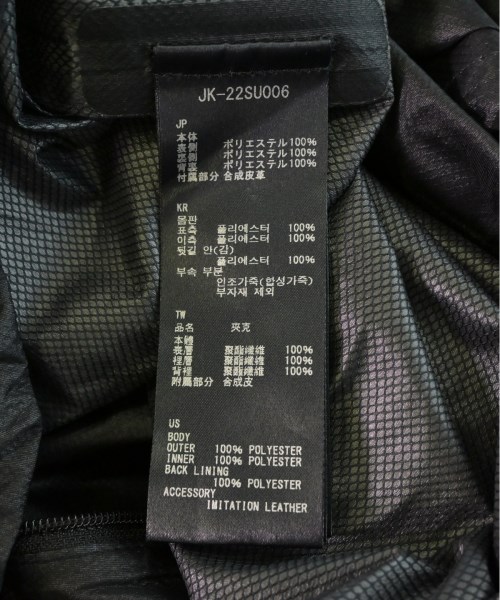 JK-22SU006
JP
本体
表側 ポリエステル100%
裏側 ポリエステル100%
背裏 ポリエステル100%
付属部分 合成皮革
KR
몸판
표측 폴리에스터 100%
이측 폴리에스터 100%
뒷길 안(감)
폴리에스터 100%
부속 부분
인조가죽(합성가죽)
부자재 제외
TW
品名 夾克
本體
表層 聚酯纖維 100%
裡層 聚酯纖維 100%
背裡 聚酯纖維 100%
附屬部分 合成皮
US
BODY
OUTER 100% POLYESTER
INNER 100% POLYESTER
BACK LINING
100% POLYESTER
ACCESSORY
IMITATION LEATHER